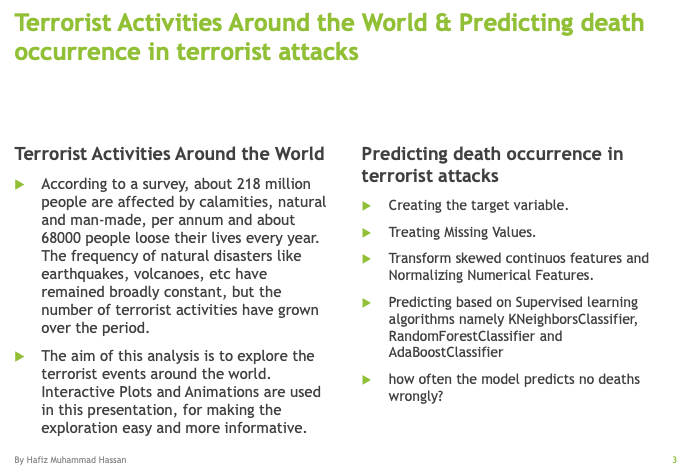 Terrorist Activities Around the World & Predicting death
occurrence in terrorist attacks
Terrorist Activities Around the World
According to a survey, about 218 million
people are affected by calamities, natural
and man-made, per annum and about
68000 people loose their lives every year.
The frequency of natural disasters like
earthquakes, volcanoes, etc have
remained broadly constant, but the
number of terrorist activities have grown
over the period.
The aim of this analysis is to explore the
terrorist events around the world.
Interactive Plots and Animations are used
in this presentation, for making the
exploration easy and more informative.
Predicting death occurrence in
terrorist attacks
Creating the target variable.
Treating Missing Values.
Transform skewed continuos features and
Normalizing Numerical Features.
Predicting based on Supervised learning
algorithms namely KNeighborsClassifier,
RandomForestClassifier and
AdaBoostClassifier
how often the model predicts no deaths
wrongly?
By Hafiz Muhammad Hassan
3